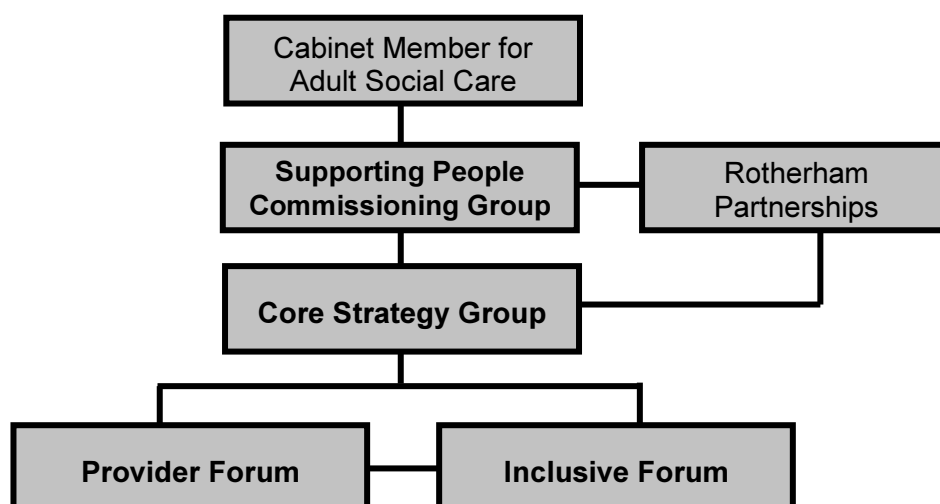 Cabinet Member for
Adult Social Care
Supporting People
Commissioning Group
Rotherham
Partnerships
Core Strategy Group
Provider Forum
Inclusive Forum